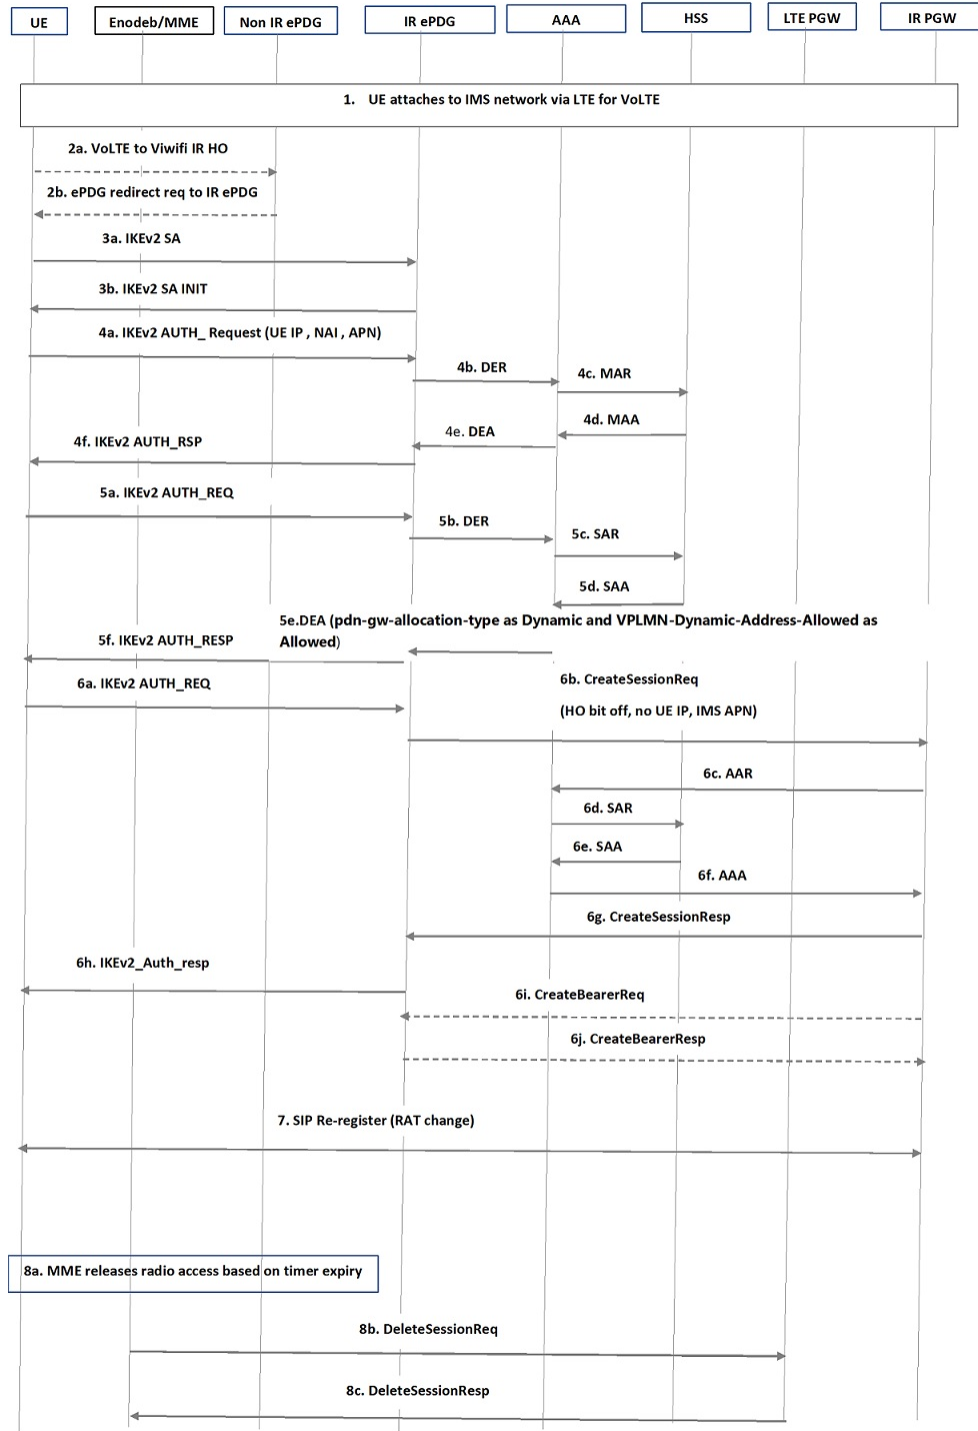 UE
Enodeb/MME
Non IR ePDG
IR ePDG
AAA
HSS
LTE PGW
IR PGW
1. UE attaches to IMS network via LTE for VoLTE
2a. VoLTE to Viwifi IR HO
2b. ePDG redirect req to IR ePDG
3a. IKEv2 SA
3b. IKEv2 SA INIT
4a. IKEv2 AUTH_ Request (UE IP , NAI , APN)
4b. DER
4c. MAR
4d. MAA
4e. DEA
4f. IKEv2 AUTH_RSP
5a. IKEv2 AUTH_REQ
5b. DER
5c. SAR
5d. SAA
5e.DEA (pdn-gw-allocation-type as Dynamic and VPLMN-Dynamic-Address-Allowed as
Allowed)
5f. IKEv2 AUTH_RESP
6a. IKEv2 AUTH_REQ
6b. CreateSessionReq
(HO bit off, no UE IP, IMS APN)
6c. AAR
6d. SAR
6e. SAA
6f. AAA
6g. CreateSessionResp
6h. IKEv2_Auth_resp
6i. CreateBearerReq
6j. CreateBearerResp
7. SIP Re-register (RAT change)
8a. MME releases radio access based on timer expiry
8b. DeleteSessionReq
8c. DeleteSessionResp